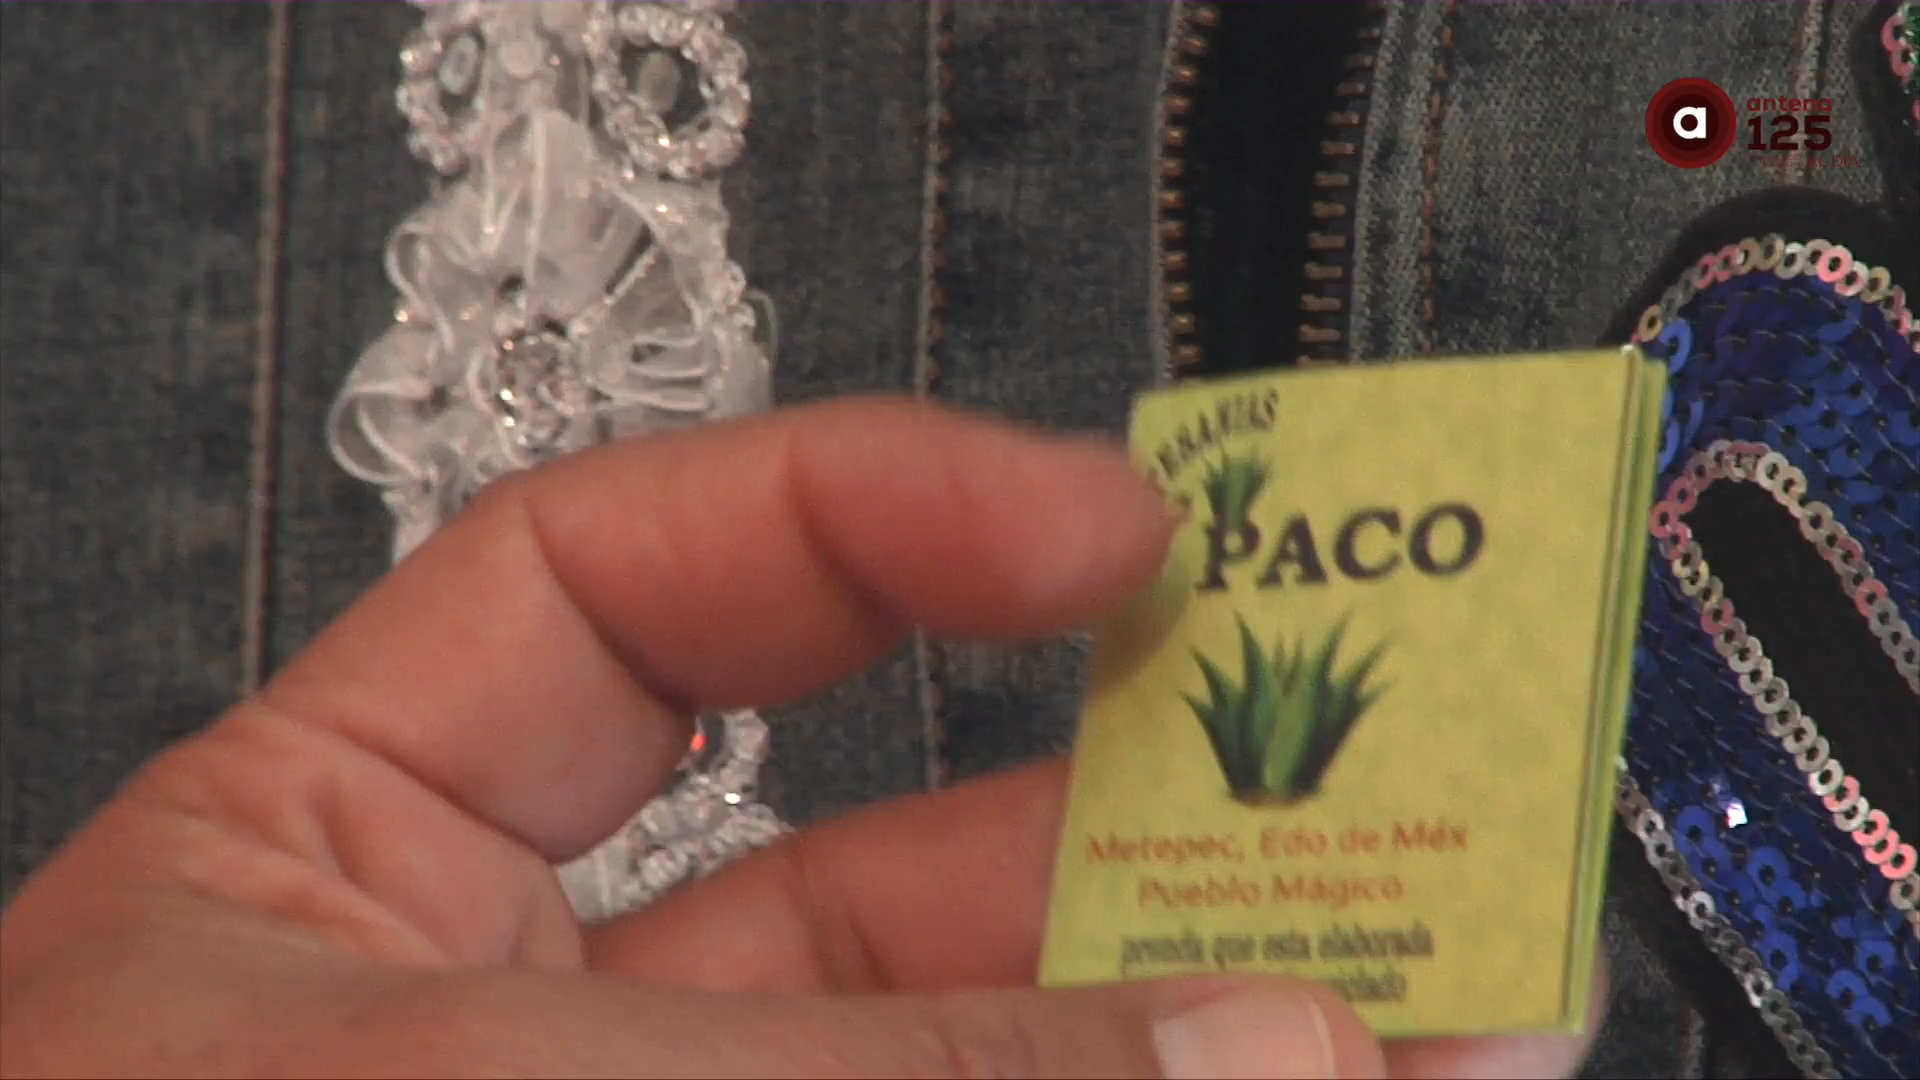 antena
125
PACO
Metepec, Edo de Méx
Pueblo Mágico
prenda que esta elaborada